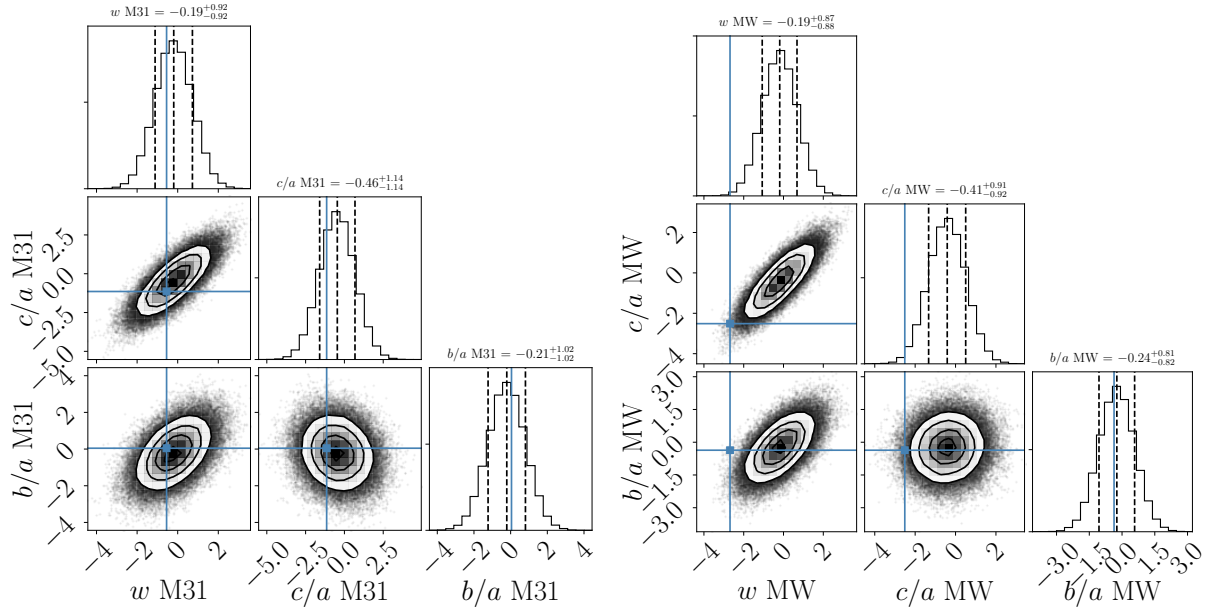 w M31 = −0.19+0.92−0.92
c/a M31 = −0.46+1.14−1.14
b/a M31 = −0.21+1.02−1.02
c/a M31
2.5
0.0
−2.5
−5.0
b/a M31
4
2
0
−2
−4
−4 −2 0 2
w M31
−5.0 −2.5 0.0 2.5
c/a M31
−4 −2 0 2 4
b/a M31
w MW = −0.19+0.87−0.88
c/a MW = −0.41+0.91−0.92
b/a MW = −0.24+0.81−0.82
c/a MW
2
0
−2
−4
b/a MW
3.0
1.5
0.0
−1.5
−3.0
−4 −2 0 2
w MW
−4 −2 0 2
c/a MW
−3.0 −1.5 0.0 1.5 3.0
b/a MW